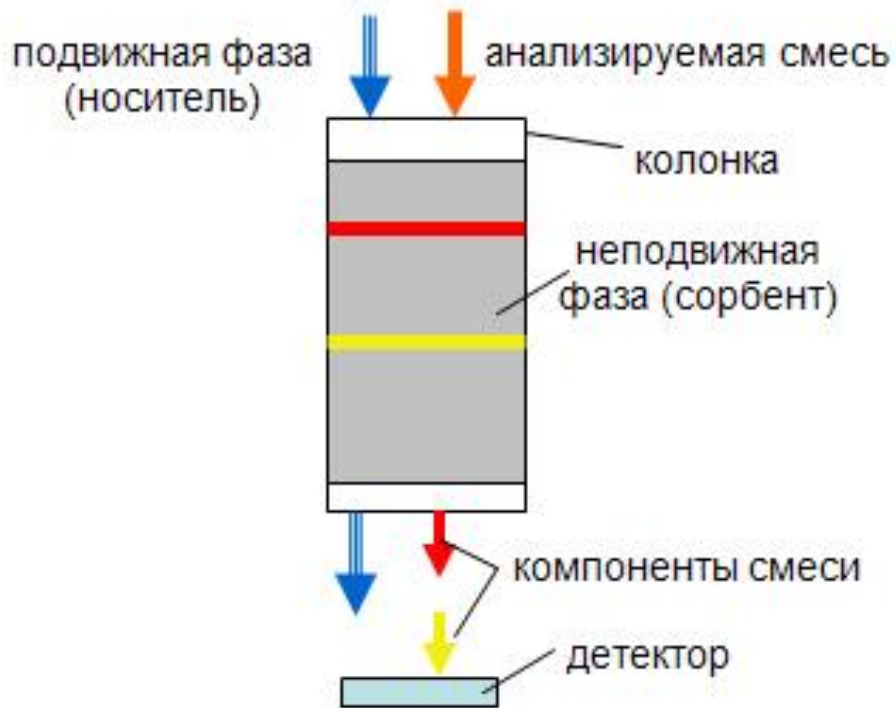 подвижная фаза
(носитель)
анализируемая смесь
колонка
неподвижная
фаза (сорбент)
компоненты смеси
детектор